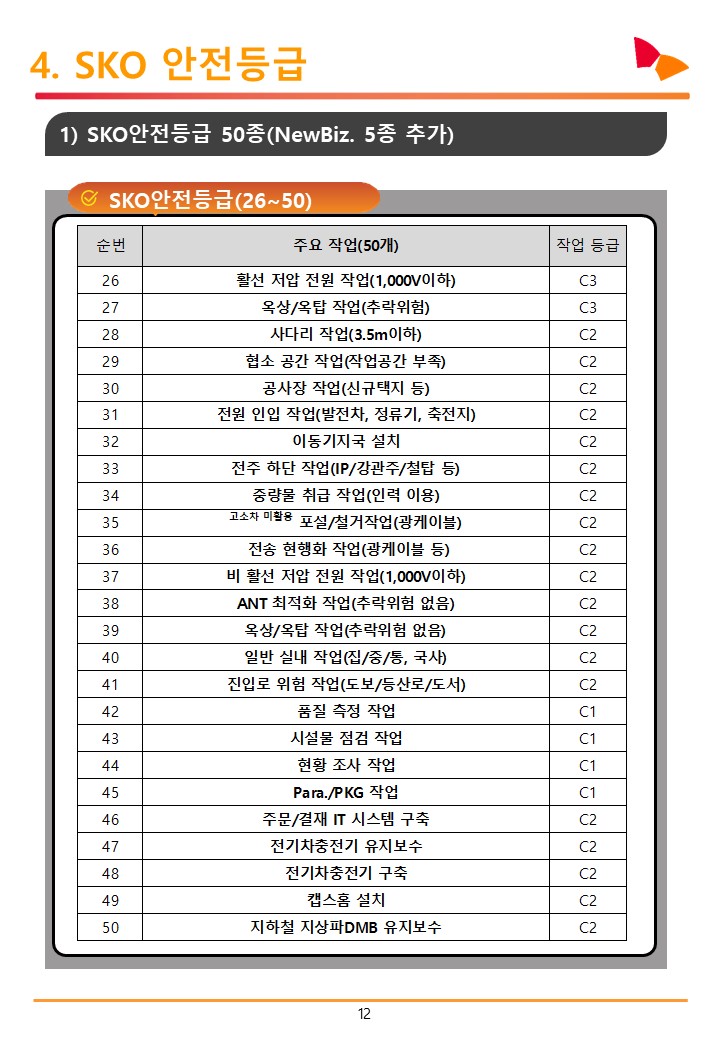 4. SKO 안전등급
1) SKO안전등급 50종(NewBiz. 5종 추가)
SKO안전등급(26~50)
순번 주요 작업(50개) 작업 등급
26 활선 저압 전원 작업(1,000V이하) C3
27 옥상/옥탑 작업(추락위험) C3
28 사다리 작업(3.5m이하) C2
29 협소 공간 작업(작업공간 부족) C2
30 공사장 작업(신규택지 등) C2
31 전원 인입 작업(발전차, 정류기, 축전지) C2
32 이동기지국 설치 C2
33 전주 하단 작업(IP/강관주/철탑 등) C2
34 중량물 취급 작업(인력 이용) C2
35 고소차 미활용 포설/철거작업(광케이블) C2
36 전송 현행화 작업(광케이블 등) C2
37 비 활선 저압 전원 작업(1,000V이하) C2
38 ANT 최적화 작업(추락위험 없음) C2
39 옥상/옥탑 작업(추락위험 없음) C2
40 일반 실내 작업(집/중/통, 국사) C2
41 진입로 위험 작업(도보/등산로/도서) C2
42 품질 측정 작업 C1
43 시설물 점검 작업 C1
44 현황 조사 작업 C1
45 Para./PKG 작업 C1
46 주문/결재 IT 시스템 구축 C2
47 전기차충전기 유지보수 C2
48 전기차충전기 구축 C2
49 캡스홈 설치 C2
50 지하철 지상파DMB 유지보수 C2
12